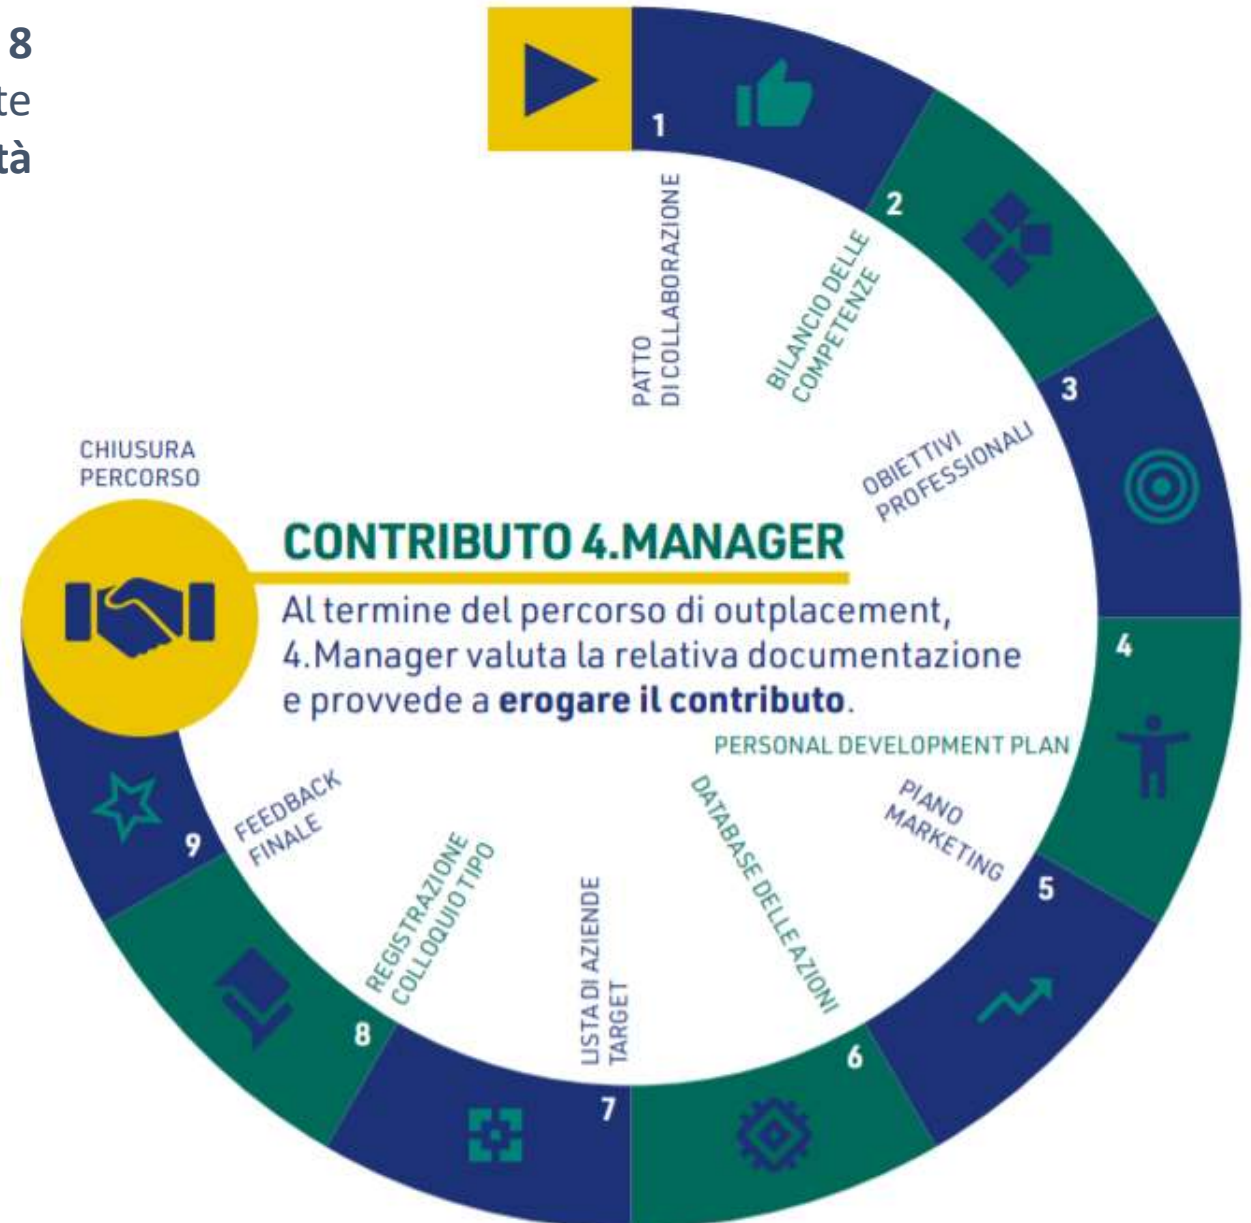 8
te
tà
1
PATTO
DI COLLABORAZIONE
2
BILANCIO DELLE
COMPETENZE
3
OBIETTIVI
PROFESSIONALI
4
PERSONAL DEVELOPMENT PLAN
5
PIANO
MARKETING
6
DATABASE DELLE AZIONI
7
LISTA DI AZIENDE
TARGET
8
REGISTRAZIONE
COLLOQUIO TIPO
9
FEEDBACK
FINALE
CHIUSURA
PERCORSO
CONTRIBUTO 4.MANAGER
Al termine del percorso di outplacement,
4.Manager valuta la relativa documentazione
e provvede a erogare il contributo.